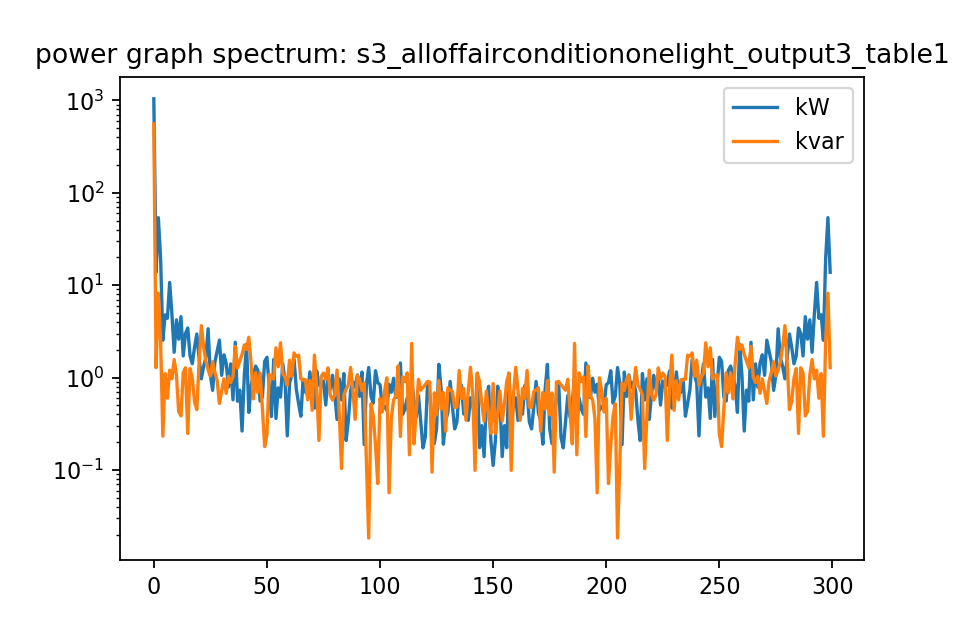 power graph spectrum: s3_alloffairconditiononelight_output3_table1
kW
kvar
10³
10²
10¹
10⁰
10⁻¹
0 50 100 150 200 250 300